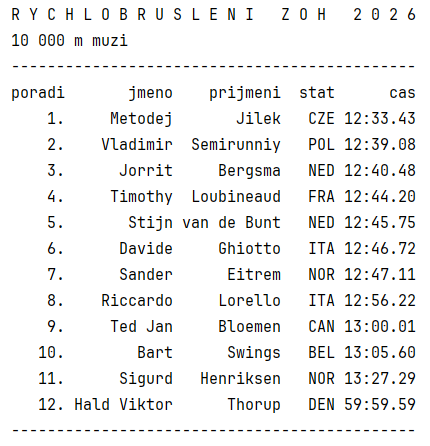 R Y C H L O B R U S L E N I   Z O H   2 0 2 6
10 000 m muzi
---------------------------------------------
poradi       jmeno    prijmeni  stat      cas
    1.     Metodej       Jilek   CZE 12:33.43
    2.    Vladimir  Semirunniy   POL 12:39.08
    3.      Jorrit     Bergsma   NED 12:40.48
    4.     Timothy  Loubineaud   FRA 12:44.20
    5.       Stijn van de Bunt   NED 12:45.75
    6.      Davide    Ghiotto   ITA 12:46.72
    7.      Sander      Eitrem   NOR 12:47.11
    8.    Riccardo     Lorello   ITA 12:56.22
    9.     Ted Jan     Bloemen   CAN 13:00.01
   10.        Bart      Swings   BEL 13:05.60
   11.      Sigurd   Henriksen   NOR 13:27.29
   12. Hald Viktor      Thorup   DEN 59:59.59
---------------------------------------------